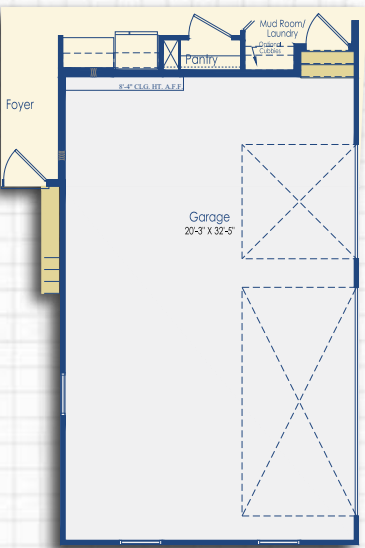 Mud Room/
Laundry
Optional
Cubbies
Pantry
8'-4" CLG. HT. A.F.F.
Foyer
Garage
20'-3" X 32'-5"